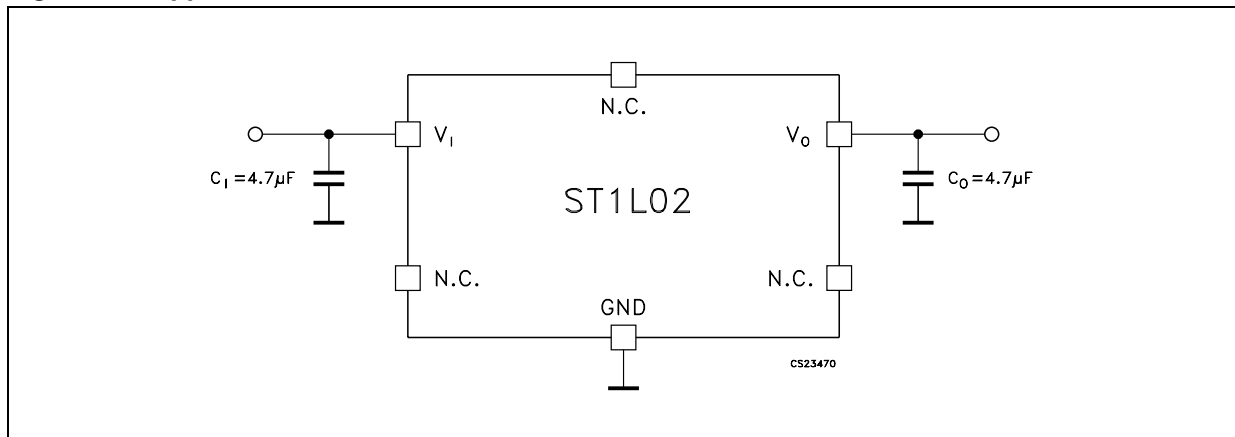 N.C.
V_I
V_O
C_I=4.7µF
ST1L02
C_O=4.7µF
N.C.
N.C.
GND
CS23470